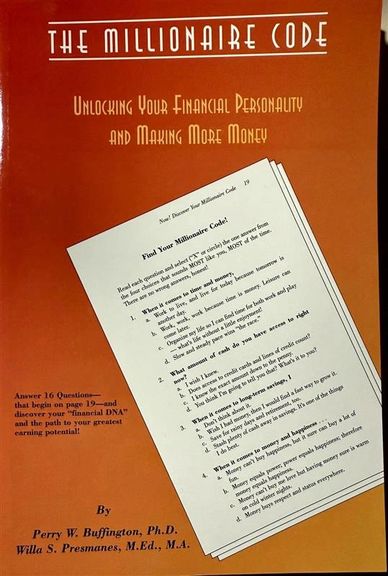 THE MILLIONAIRE CODE
UNLOCKING YOUR FINANCIAL PERSONALITY
AND MAKING MORE MONEY
Now! Discover Your Millionaire Code 19
Find Your Millionaire Code!
Read each question and select ("X" or circle) the one answer from
the four choices that sounds MOST like you, MOST of the time.
There are no wrong answers, honest!
1. When it comes to time and money,
a. Work to live, and live for today because tomorrow is
another day.
b. Work, work, work because time is money. Leisure can
come later.
c. Organize my life so I can find time for both work and play
— what's life without a little enjoyment!
d. Slow and steady pace wins "the race."
2. What amount of cash do you have access to right
now?
a. I wish I knew.
b. Does access to credit cards and lines of credit count?
c. I know the exact amount down to the penny.
d. You think I'm going to tell you that? What's it to you?
3. When it comes to long-term savings, I
a. Don't think about it.
b. Wish I had money, then I would find a fast way to grow it.
c. Save for rainy days and retirement, too.
d. Stash plenty of cash away in savings. It's one of the things
I do best.
4. When it comes to money and happiness . . .
a. Money can't buy happiness, but it sure can buy a lot of
fun.
b. Money equals power, power equals happiness; therefore
money equals happiness.
c. Money can't buy me love but having money sure is warm
on cold winter nights.
d. Money buys respect and status everywhere.
Answer 16 Questions—
that begin on page 19—and
discover your "financial DNA"
and the path to your greatest
earning potential!
By
Perry W. Buffington, Ph.D.
Willa S. Presmanes, M.Ed., M.A.